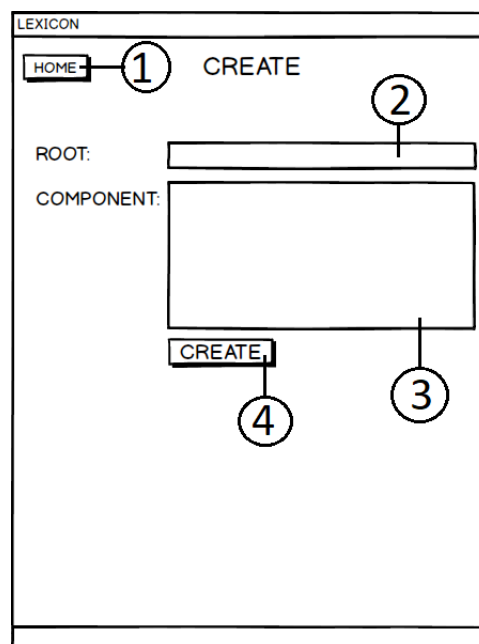 LEXICON
HOME 1 CREATE
2
ROOT:
COMPONENT:
CREATE
3
4